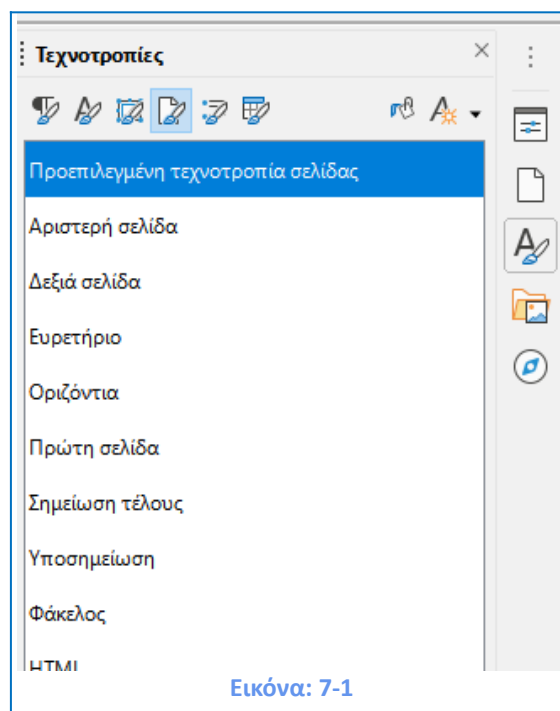 Τεχνοτροπίες
Προεπιλεγμένη τεχνοτροπία σελίδας
Αριστερή σελίδα
Δεξιά σελίδα
Ευρετήριο
Οριζόντια
Πρώτη σελίδα
Σημείωση τέλους
Υποσημείωση
Φάκελος
HTML
Εικόνα: 7-1